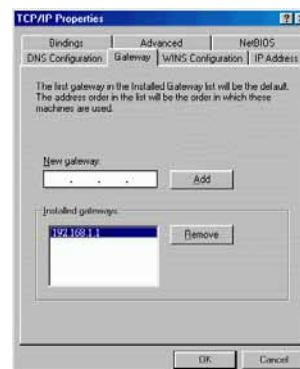 TCP/IP Properties
Bindings Advanced NetBIOS
DNS Configuration Gateway WINS Configuration IP Address
The first gateway in the Installed Gateway list will be the default.
The address order in the list will be the order in which these
machines are used.
New gateway:
. . .
Add
Installed gateways:
192.168.1.1
Remove
OK Cancel